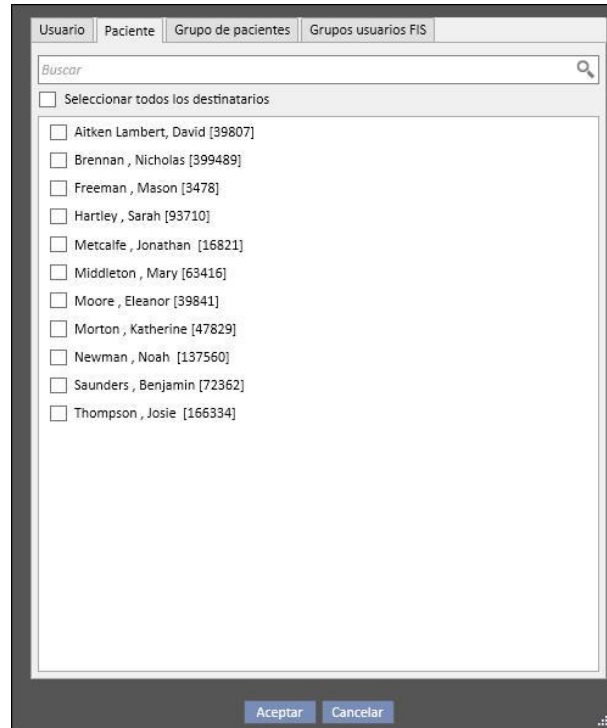 Usuario Paciente Grupo de pacientes Grupos usuarios FIS
Buscar
Seleccionar todos los destinatarios
Aitken Lambert, David [39807]
Brennan , Nicholas [399489]
Freeman , Mason [3478]
Hartley , Sarah [93710]
Metcalfe , Jonathan [16821]
Middleton , Mary [63416]
Moore , Eleanor [39841]
Morton , Katherine [47829]
Newman , Noah [137560]
Saunders , Benjamin [72362]
Thompson , Josie [166334]
Aceptar Cancelar